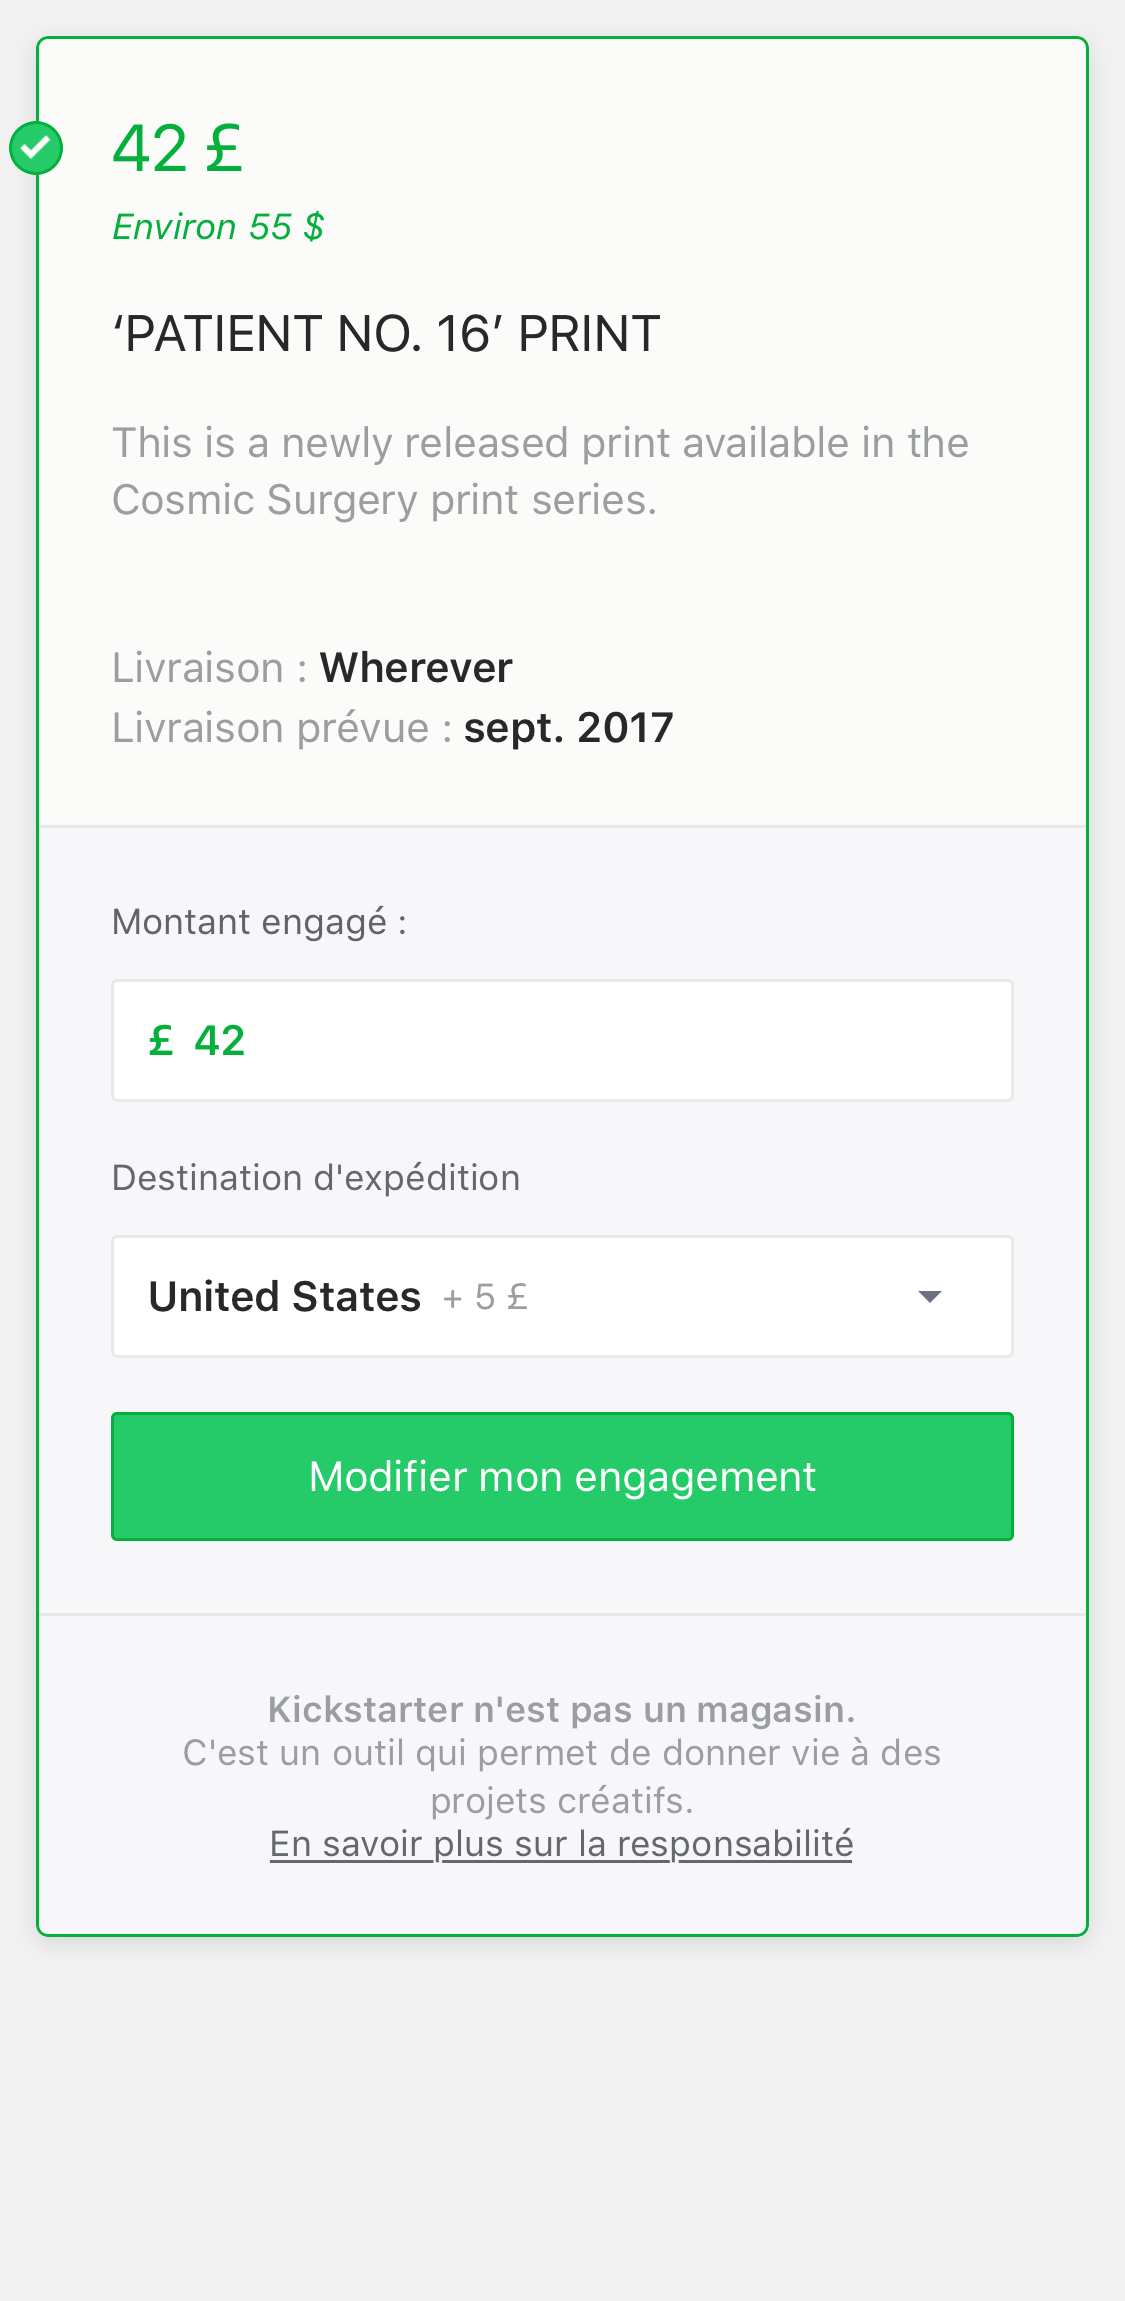 42 £
Environ 55 $
‘PATIENT NO. 16’ PRINT
This is a newly released print available in the
Cosmic Surgery print series.
Livraison : Wherever
Livraison prévue : sept. 2017
Montant engagé :
£ 42
Destination d'expédition
United States + 5 £
Modifier mon engagement
Kickstarter n'est pas un magasin.
C'est un outil qui permet de donner vie à des
projets créatifs.
En savoir plus sur la responsabilité